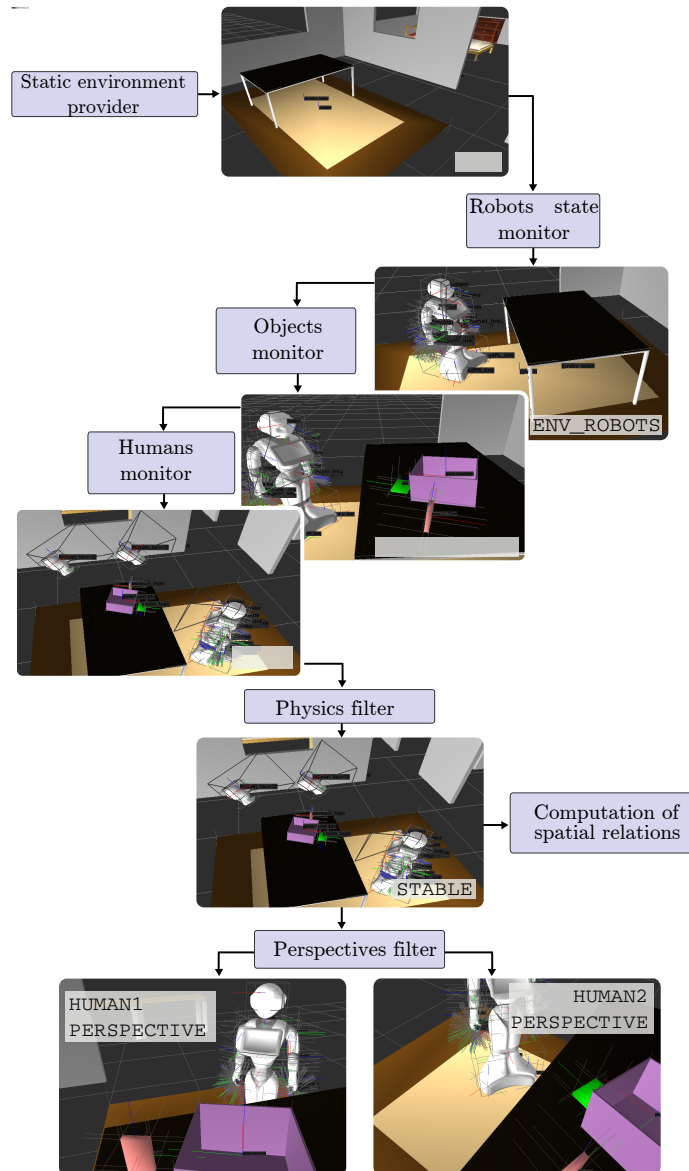 Static environment
provider
Robots state
monitor
Objects
monitor
ENV_ROBOTS
Humans
monitor
Physics filter
Computation of
spatial relations
STABLE
Perspectives filter
HUMAN1
PERSPECTIVE
HUMAN2
PERSPECTIVE